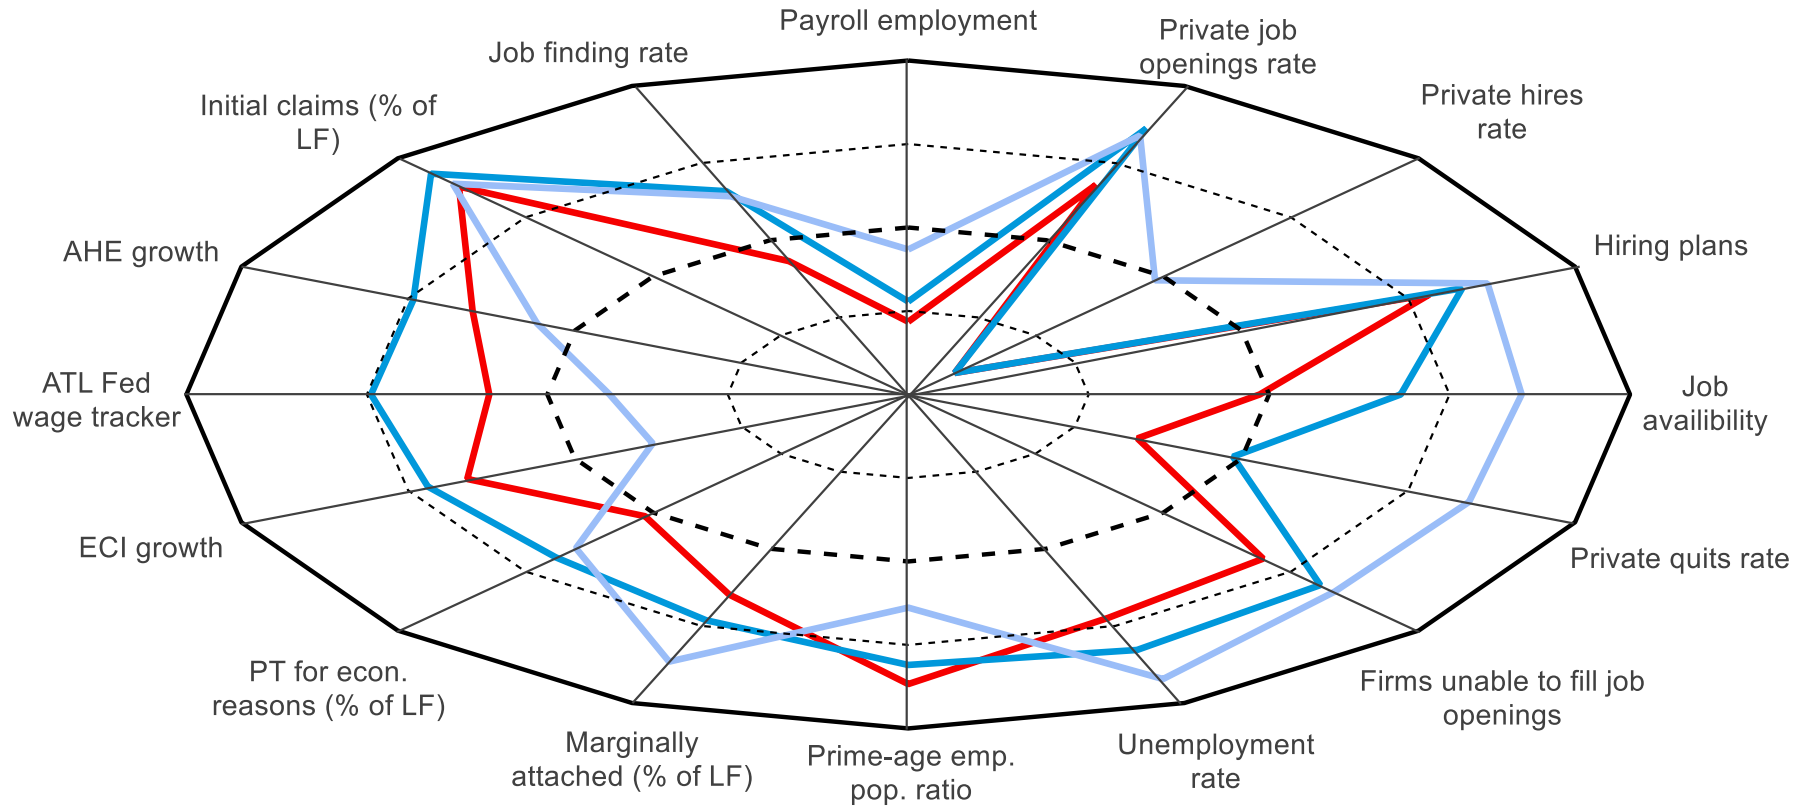 Payroll employment
Private job
openings rate
Private hires
rate
Hiring plans
Job
availibility
Private quits rate
Firms unable to fill job
openings
Unemployment
rate
Prime-age emp.
pop. ratio
Marginally
attached (% of LF)
PT for econ.
reasons (% of LF)
ECI growth
ATL Fed
wage tracker
AHE growth
Initial claims (% of
LF)
Job finding rate